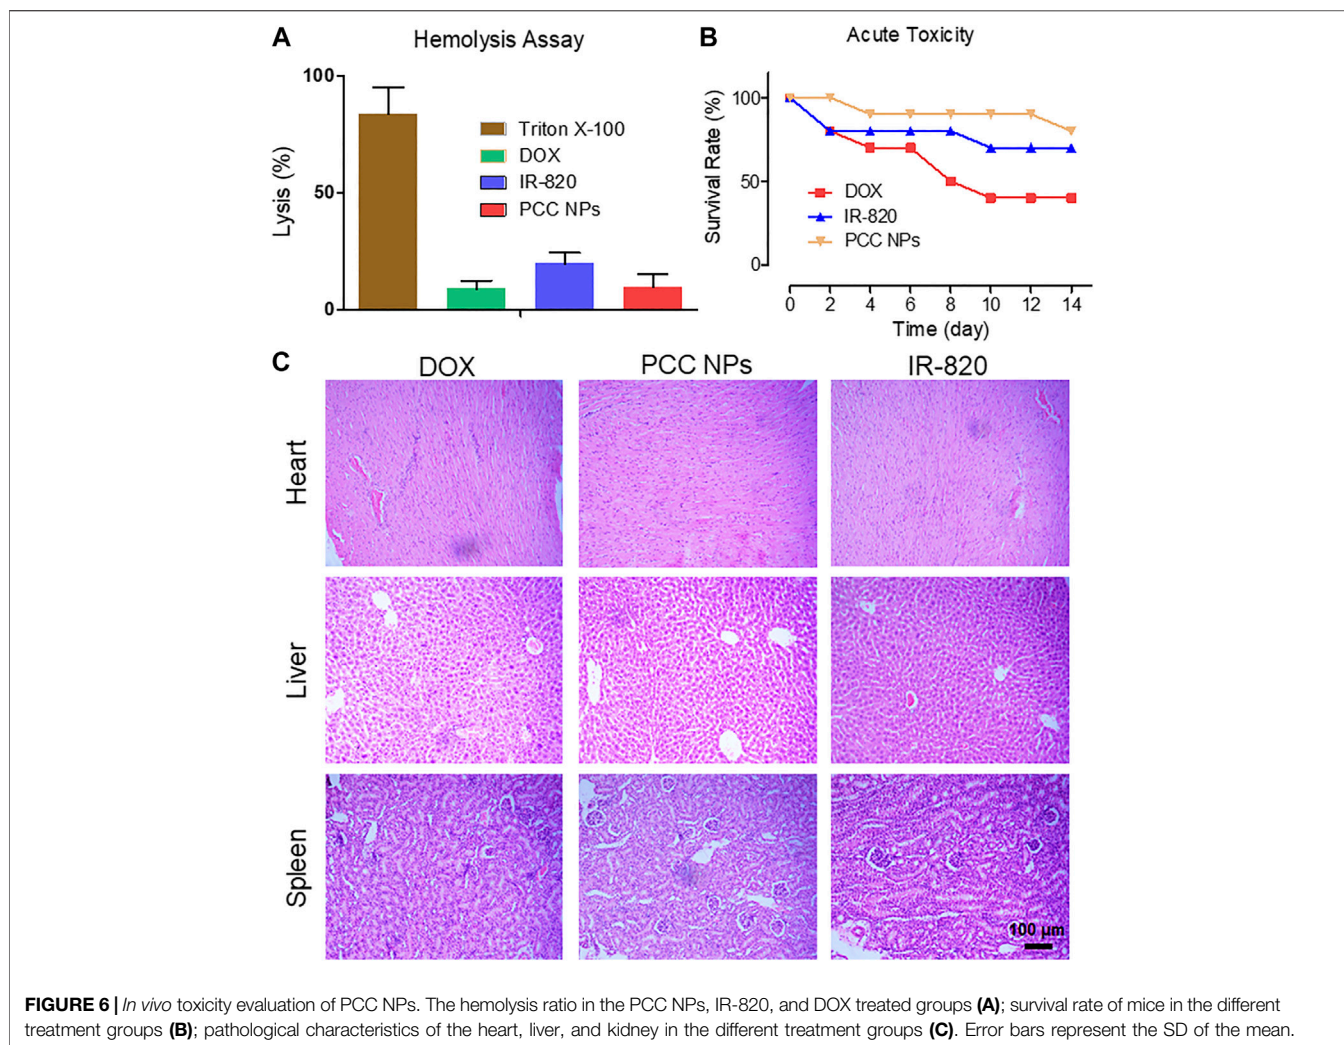 A
Hemolysis Assay
Lysis (%)
100
50
0
Triton X-100
DOX
IR-820
PCC NPs
B
Acute Toxicity
Survival Rate (%)
100
50
0
DOX
IR-820
PCC NPs
0 2 4 6 8 10 12 14
Time (day)
C
DOX PCC NPs IR-820
Heart
Liver
Spleen
100 μm
FIGURE 6 | In vivo toxicity evaluation of PCC NPs. The hemolysis ratio in the PCC NPs, IR-820, and DOX treated groups (A); survival rate of mice in the different
treatment groups (B); pathological characteristics of the heart, liver, and kidney in the different treatment groups (C). Error bars represent the SD of the mean.